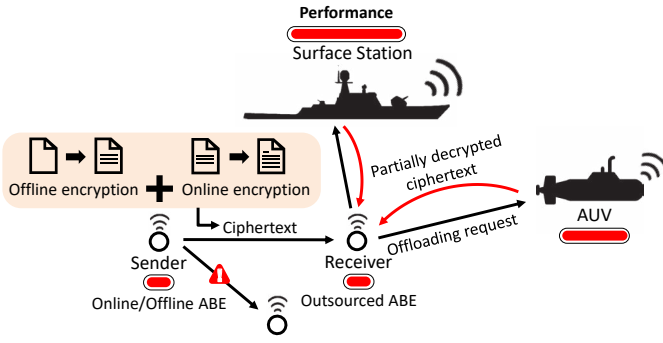 Performance
Surface Station
Offline encryption
Online encryption
Partially decrypted
ciphertext
Ciphertext
Offloading request
AUV
Sender
Receiver
Online/Offline ABE
Outsourced ABE